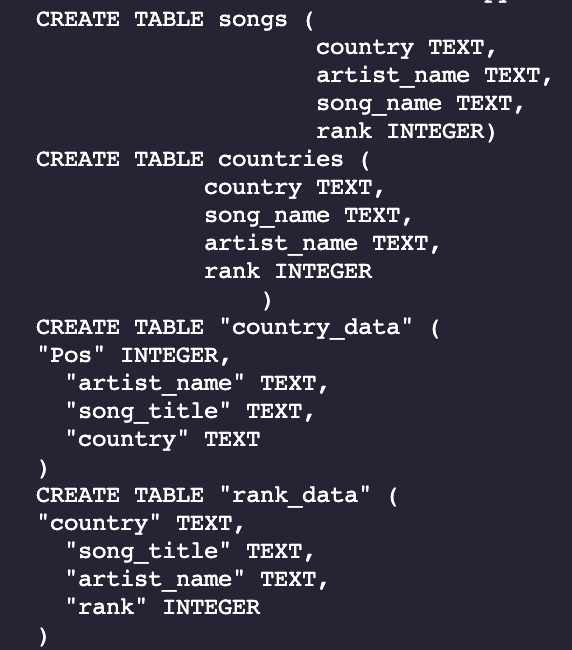 CREATE TABLE songs (
country TEXT,
artist_name TEXT,
song_name TEXT,
rank INTEGER)
CREATE TABLE countries (
country TEXT,
song_name TEXT,
artist_name TEXT,
rank INTEGER
)
CREATE TABLE "country_data" (
"Pos" INTEGER,
"artist_name" TEXT,
"song_title" TEXT,
"country" TEXT
)
CREATE TABLE "rank_data" (
"country" TEXT,
"song_title" TEXT,
"artist_name" TEXT,
"rank" INTEGER
)